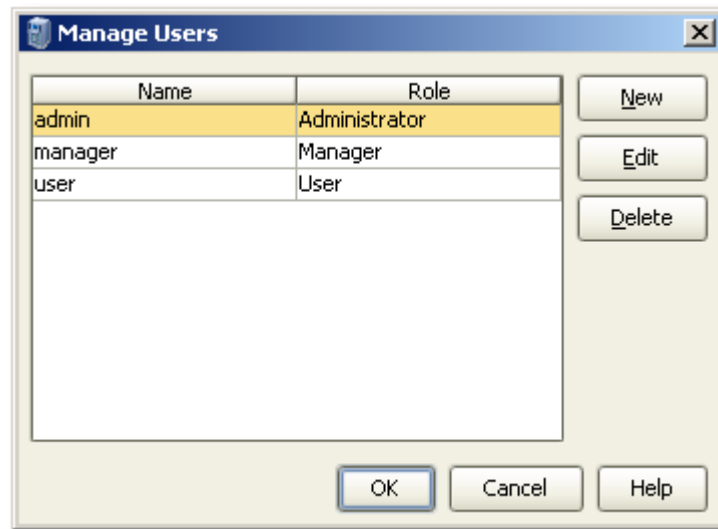 Manage Users
Name Role New
admin Administrator
manager Manager Edit
user User
Delete
OK Cancel Help